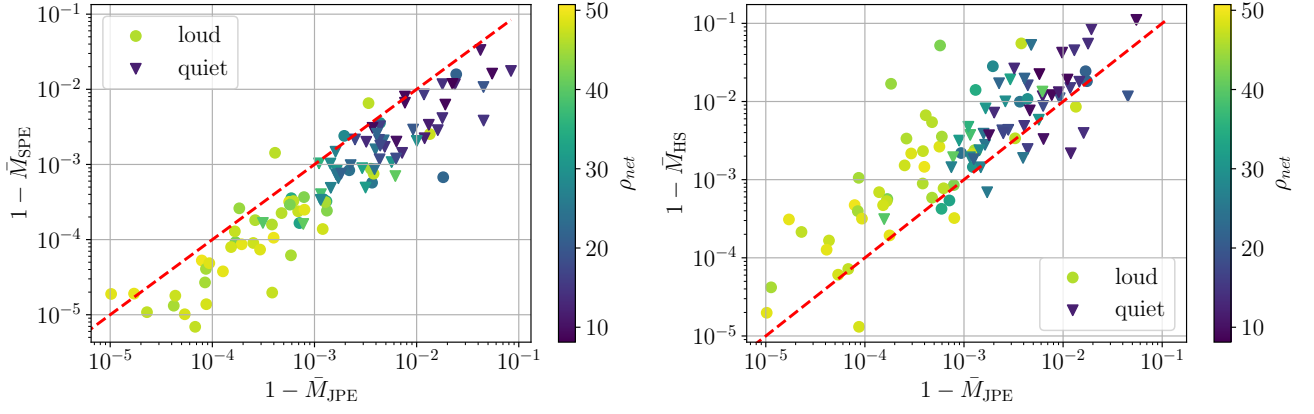 10⁻¹
10⁻²
10⁻³
10⁻⁴
10⁻⁵
1 − M̄_SPE
loud
quiet
10⁻⁵ 10⁻⁴ 10⁻³ 10⁻² 10⁻¹
1 − M̄_JPE
50
40
30
20
10
ρ_net
10⁻¹
10⁻²
10⁻³
10⁻⁴
10⁻⁵
1 − M̄_HS
loud
quiet
10⁻⁵ 10⁻⁴ 10⁻³ 10⁻² 10⁻¹
1 − M̄_JPE
50
40
30
20
10
ρ_net